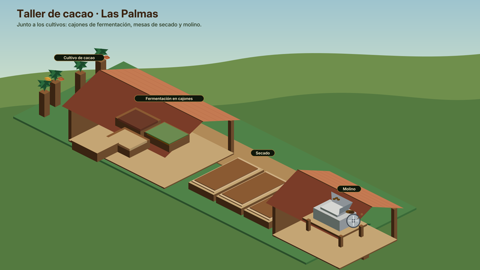 Taller de cacao · Las Palmas
Junto a los cultivos: cajones de fermentación, mesas de secado y molino.
Cultivo de cacao
Fermentación en cajones
Secado
Molino